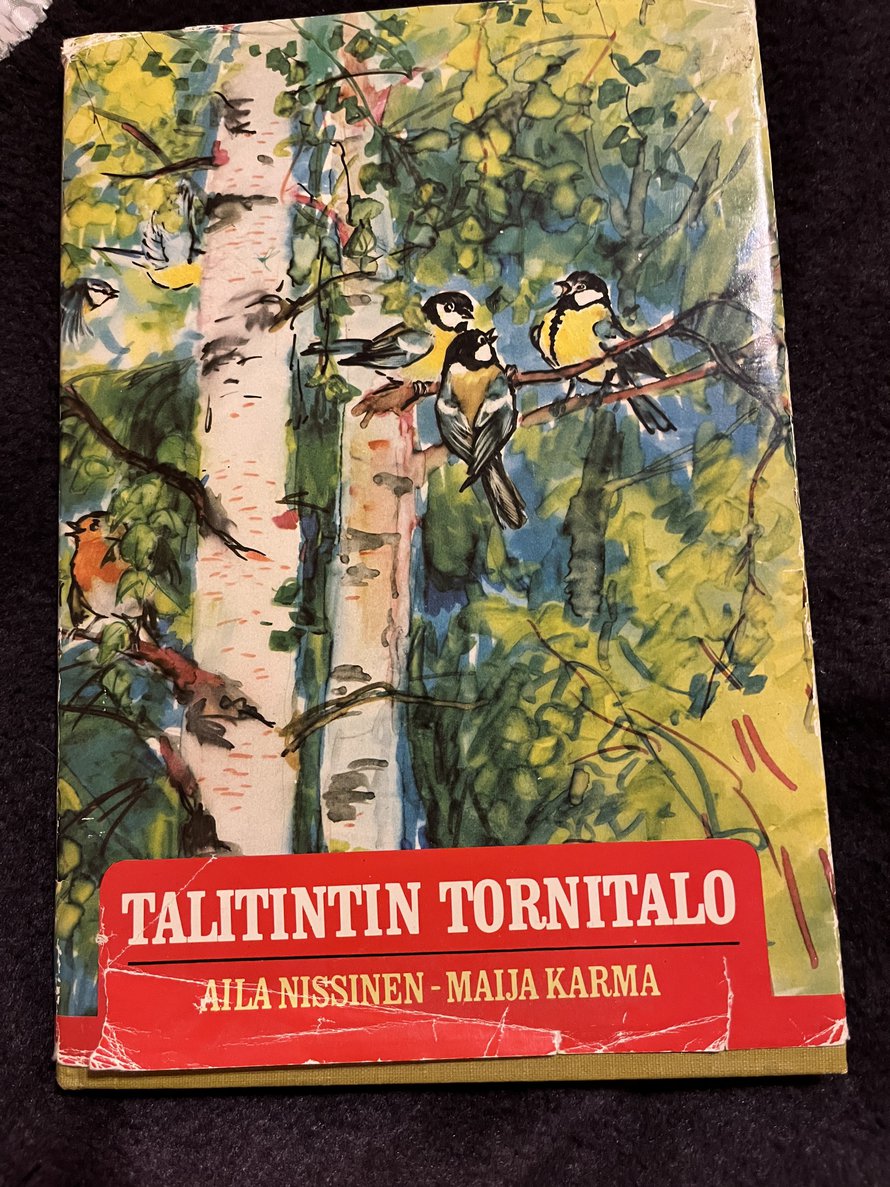 TALITINTIN TORNITALO
AILA NISSINEN - MAIJA KARMA